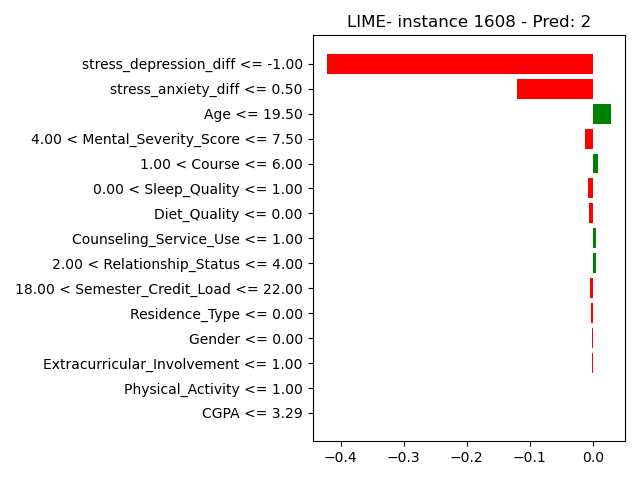 LIME- instance 1608 - Pred: 2
stress_depression_diff <= -1.00
stress_anxiety_diff <= 0.50
Age <= 19.50
4.00 < Mental_Severity_Score <= 7.50
1.00 < Course <= 6.00
0.00 < Sleep_Quality <= 1.00
Diet_Quality <= 0.00
Counseling_Service_Use <= 1.00
2.00 < Relationship_Status <= 4.00
18.00 < Semester_Credit_Load <= 22.00
Residence_Type <= 0.00
Gender <= 0.00
Extracurricular_Involvement <= 1.00
Physical_Activity <= 1.00
CGPA <= 3.29
−0.4 −0.3 −0.2 −0.1 0.0